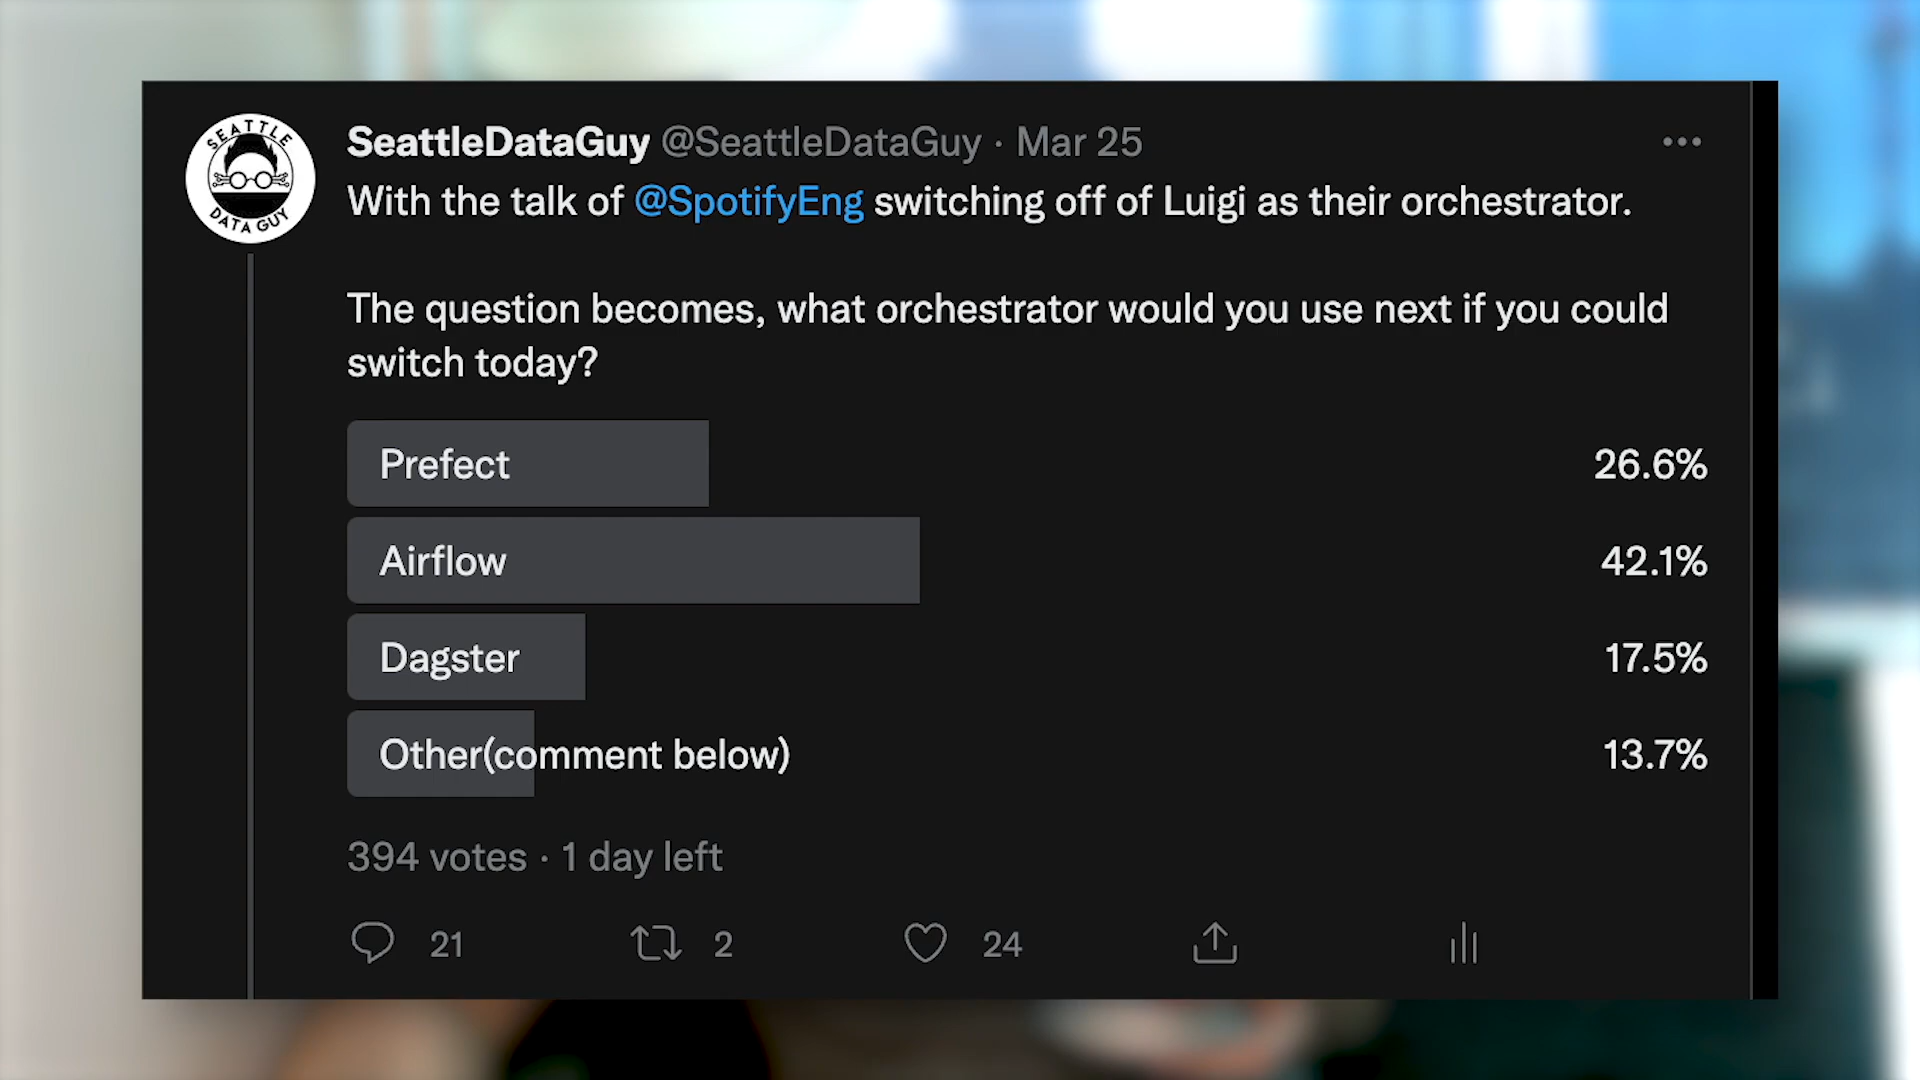 SEATTLE
DATA GUY
SeattleDataGuy @SeattleDataGuy · Mar 25
With the talk of @SpotifyEng switching off of Luigi as their orchestrator.
The question becomes, what orchestrator would you use next if you could
switch today?
Prefect 26.6%
Airflow 42.1%
Dagster 17.5%
Other(comment below) 13.7%
394 votes · 1 day left
21 2 24